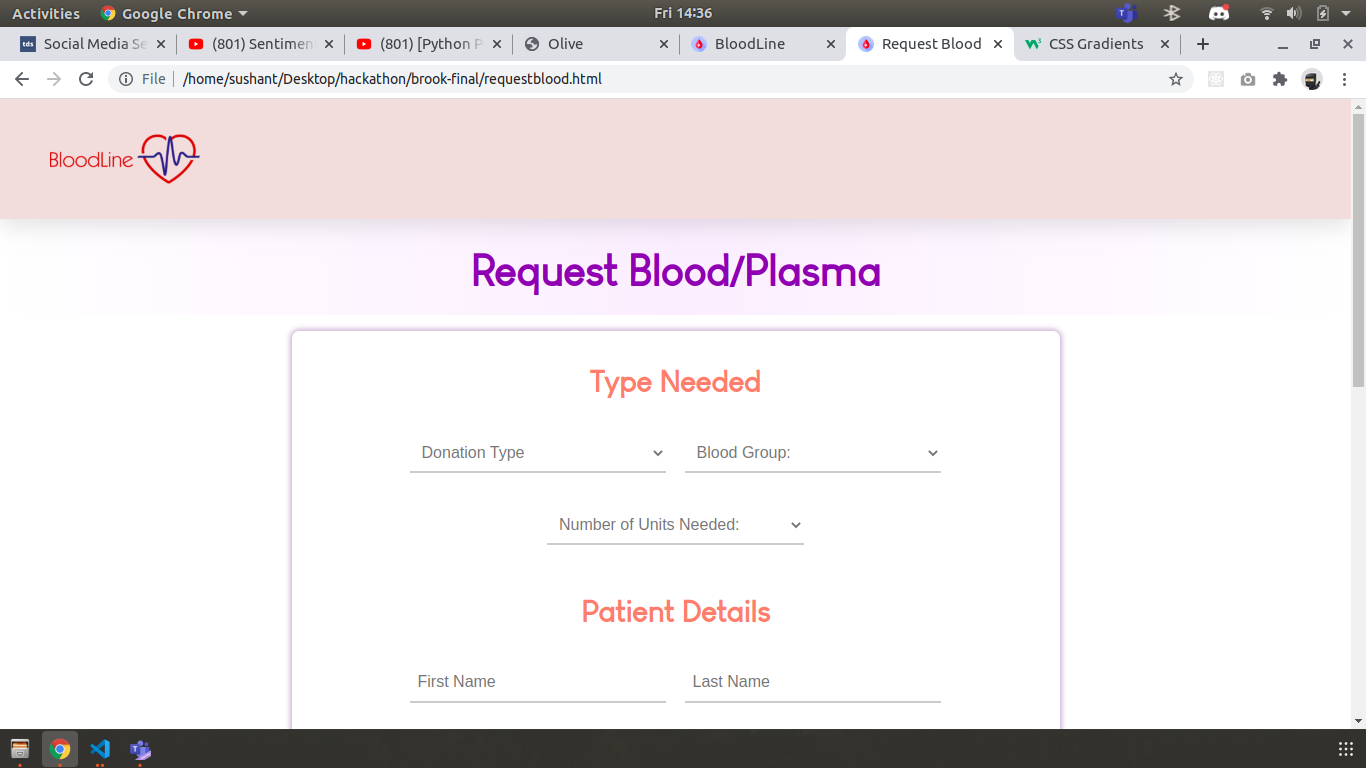 Activities Google Chrome Fri 14:36
tds Social Media Se (801) Sentimen (801) [Python P Olive BloodLine Request Blood W3 CSS Gradients
File /home/sushant/Desktop/hackathon/brook-final/requestblood.html
BloodLine
Request Blood/Plasma
Type Needed
Donation Type Blood Group:
Number of Units Needed:
Patient Details
First Name Last Name